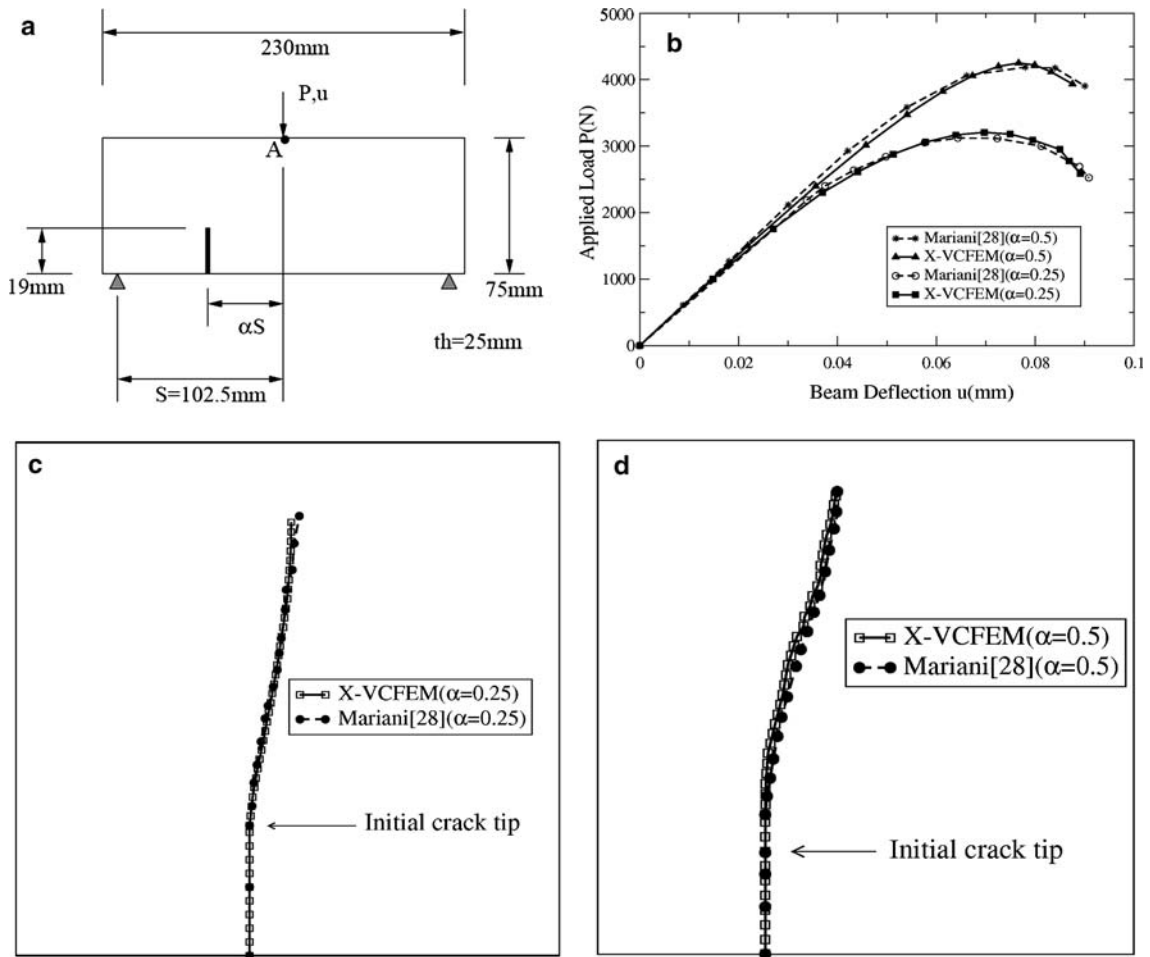 a
230mm
P,u
A
19mm
75mm
αS
th=25mm
S=102.5mm
b
5000
4000
3000
2000
1000
0
Applied Load P(N)
Mariani[28](α=0.5)
X-VCFEM(α=0.5)
Mariani[28](α=0.25)
X-VCFEM(α=0.25)
0
0.02
0.04
0.06
0.08
0.1
Beam Deflection u(mm)
c
X-VCFEM(α=0.25)
Mariani[28](α=0.25)
Initial crack tip
d
X-VCFEM(α=0.5)
Mariani[28](α=0.5)
Initial crack tip